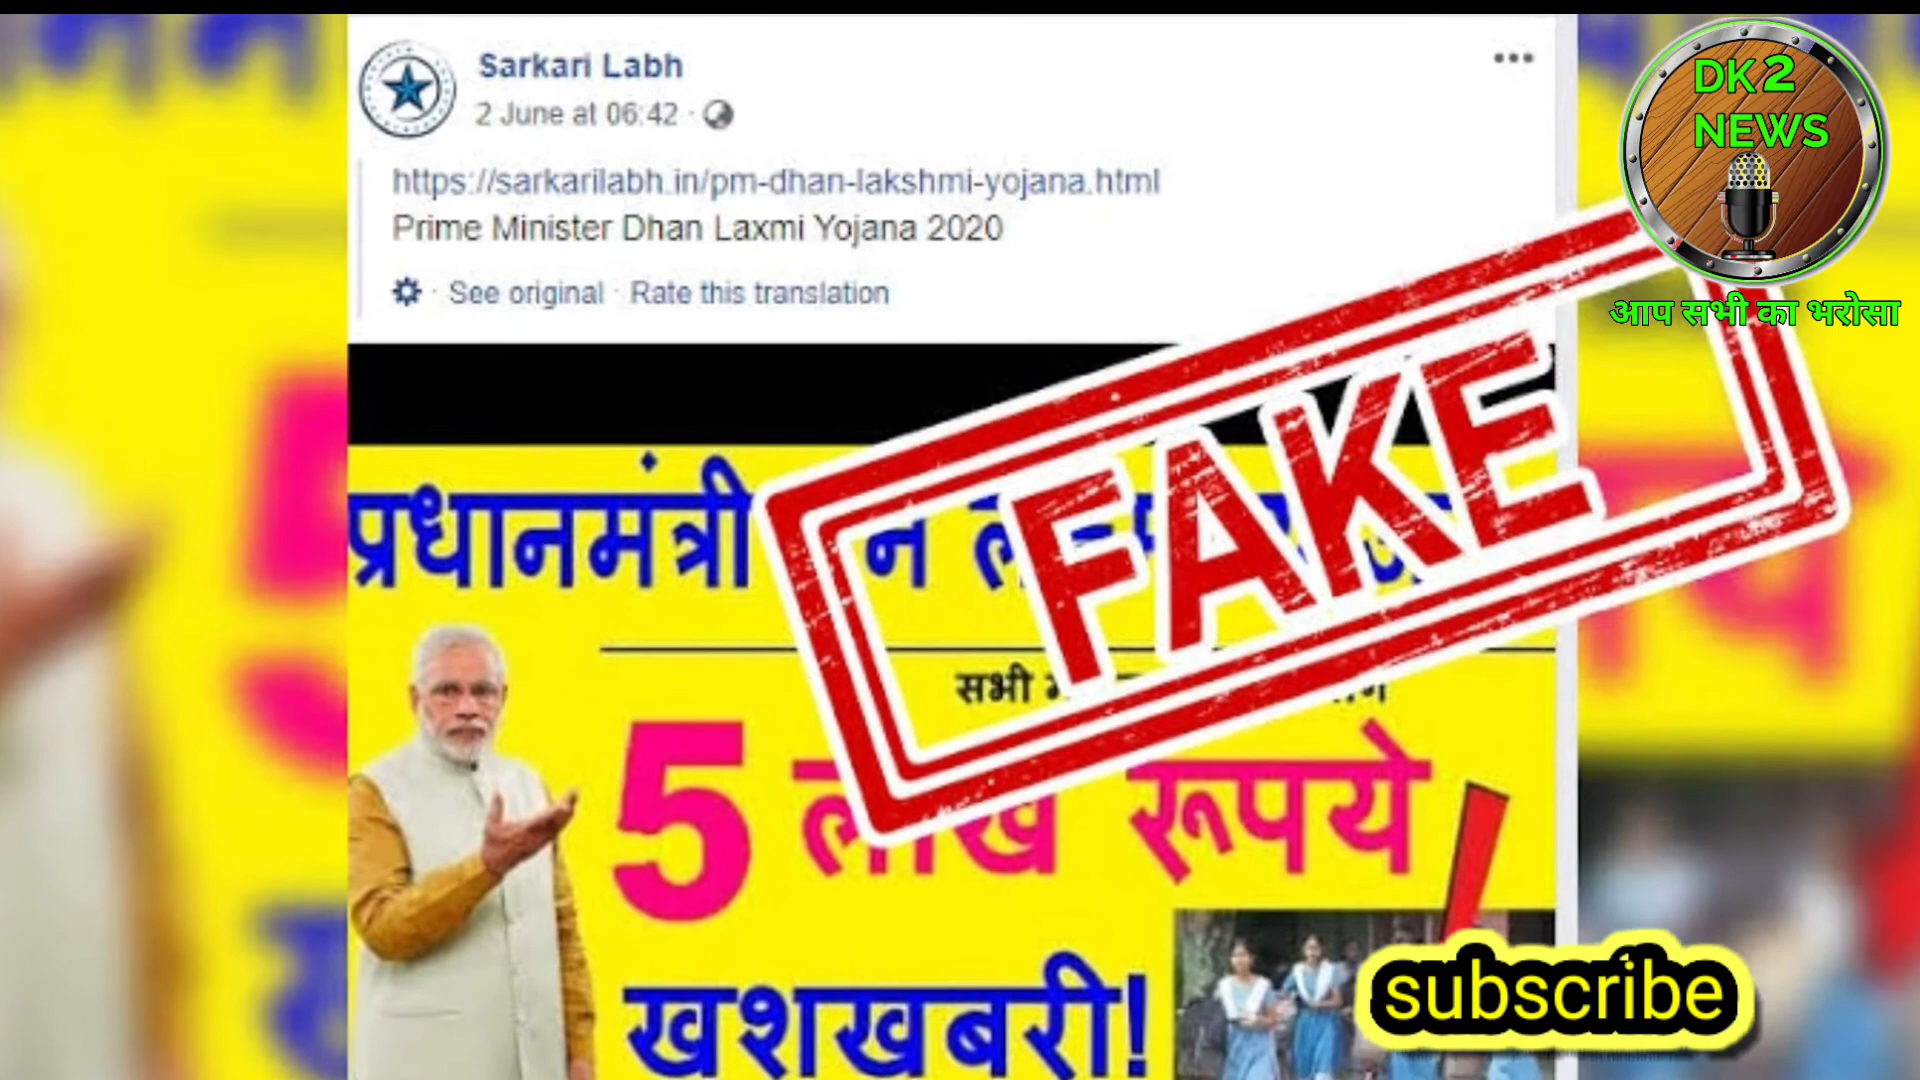 Sarkari Labh
2 June at 06:42
https://sarkarilabh.in/pm-dhan-lakshmi-yojana.html
Prime Minister Dhan Laxmi Yojana 2020
See original · Rate this translation
DK2
NEWS
आप सभी का भरोसा
FAKE
प्रधानमंत्री
सभी
5 लाख रूपये
खुशखबरी!
subscribe